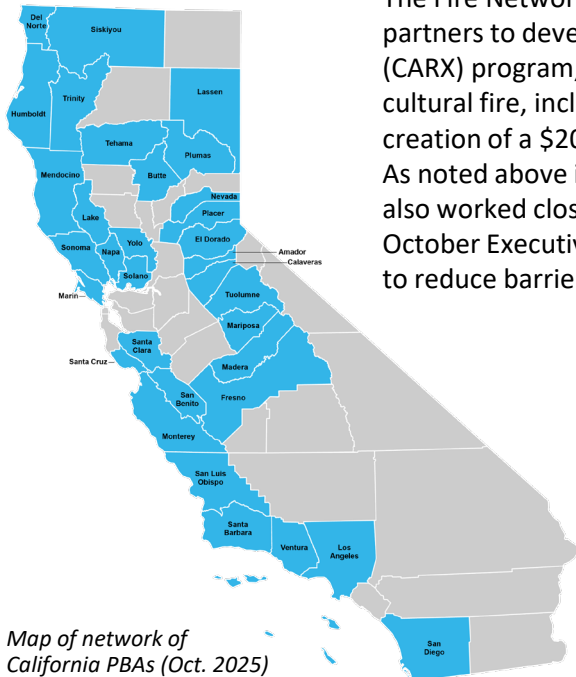 The Fire Network
partners to devel
(CARX) program,
cultural fire, incl
creation of a $20
As noted above i
also worked clos
October Executiv
to reduce barrie
Del
Norte
Siskiyou
Trinity
Humboldt
Lassen
Tehama
Plumas
Butte
Mendocino
Nevada
Placer
Lake
El Dorado
Yolo
Sonoma
Napa
Amador
Calaveras
Solano
Marin
Tuolumne
Mariposa
Santa
Clara
Santa Cruz
Madera
San
Benito
Fresno
Monterey
San Luis
Obispo
Santa
Barbara
Ventura
Los
Angeles
San
Diego
Map of network of
California PBAs (Oct. 2025)